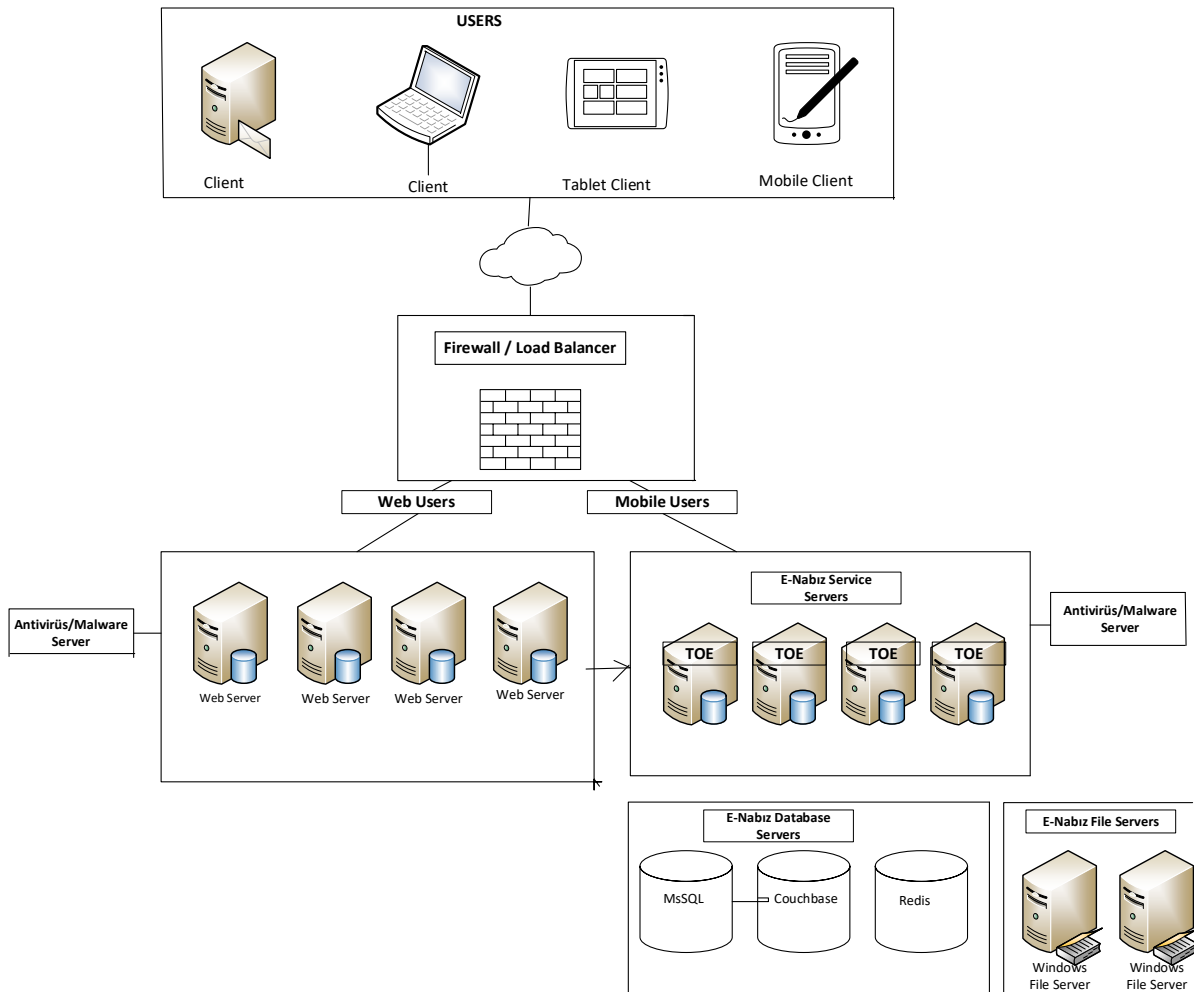 USERS
Client
Client
Tablet Client
Mobile Client
Firewall / Load Balancer
Web Users
Mobile Users
Antivirüs/Malware
Server
Web Server
Web Server
Web Server
Web Server
E-Nabız Service
Servers
TOE
TOE
TOE
TOE
Antivirüs/Malware
Server
E-Nabız Database
Servers
MsSQL
Couchbase
Redis
E-Nabız File Servers
Windows
File Server
Windows
File Server